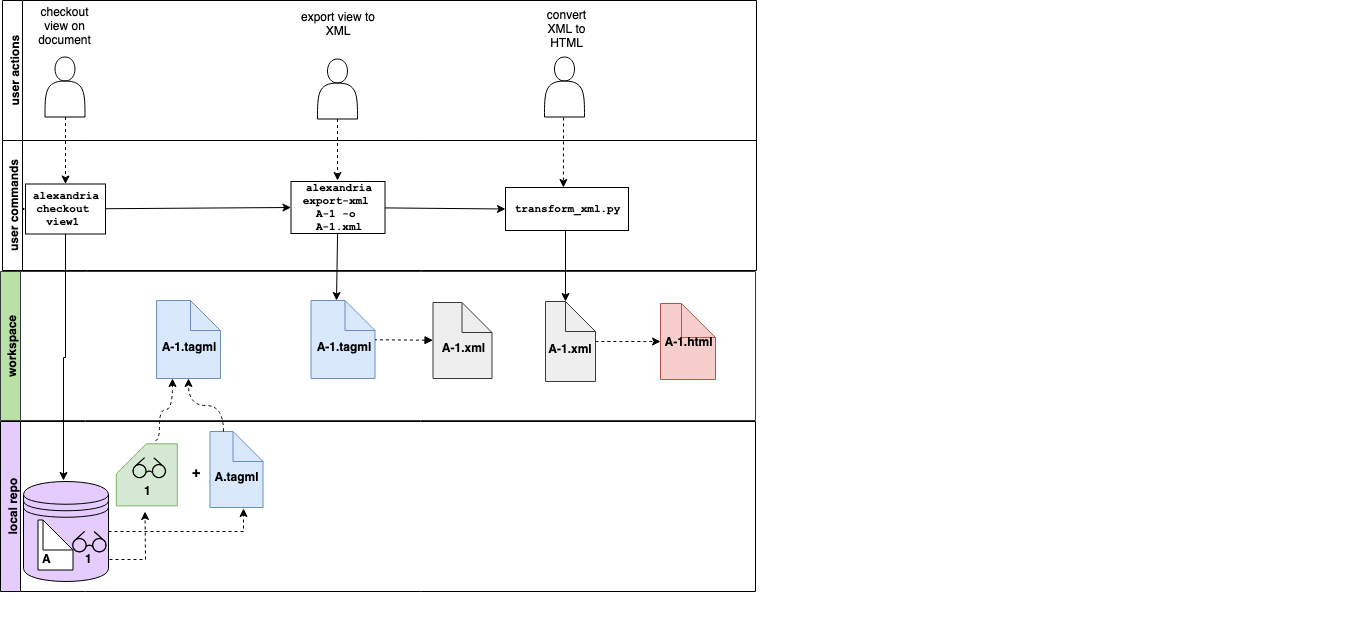 user actions
checkout
view on
document
export view to
XML
convert
XML to
HTML
user commands
alexandria
checkout
view1
alexandria
export-xml
A-1 -o
A-1.xml
transform_xml.py
workspace
A-1.tagml
A-1.tagml
A-1.xml
A-1.xml
A-1.html
local repo
1
+
A.tagml
A
1